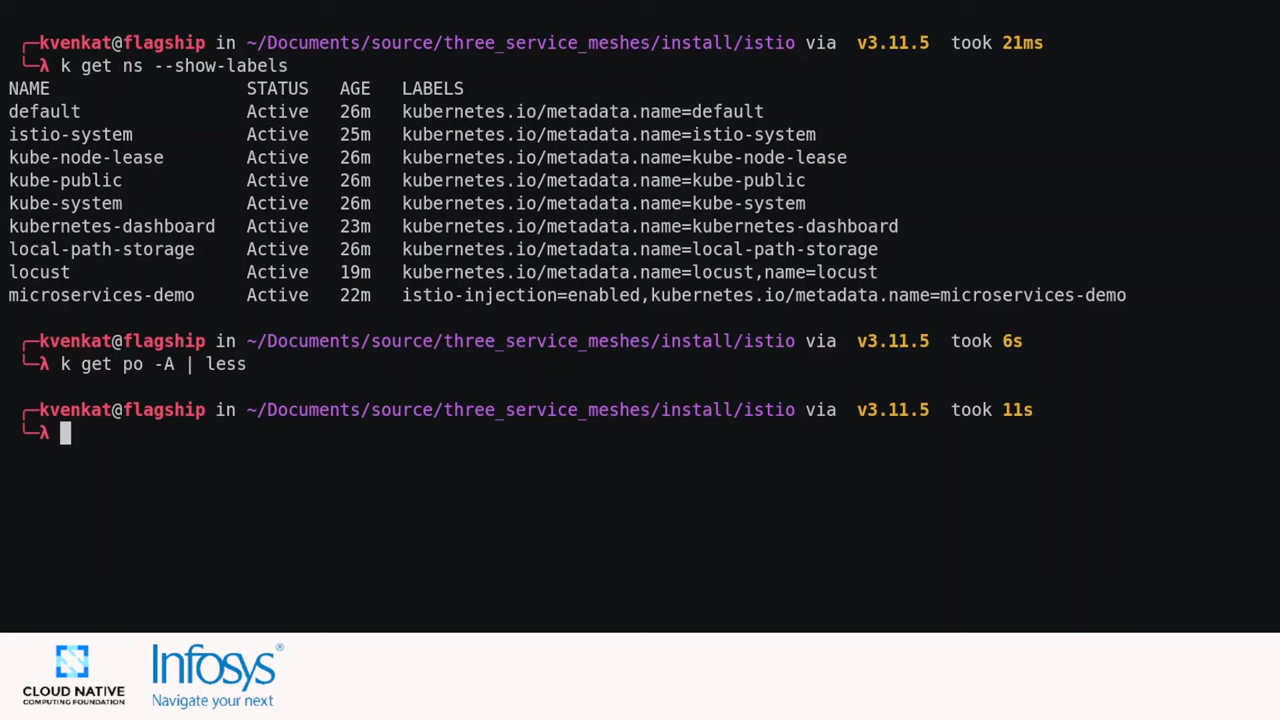 ╭─kvenkat@flagship in ~/Documents/source/three_service_meshes/install/istio via v3.11.5 took 21ms
╰─λ k get ns --show-labels
NAME STATUS AGE LABELS
default Active 26m kubernetes.io/metadata.name=default
istio-system Active 25m kubernetes.io/metadata.name=istio-system
kube-node-lease Active 26m kubernetes.io/metadata.name=kube-node-lease
kube-public Active 26m kubernetes.io/metadata.name=kube-public
kube-system Active 26m kubernetes.io/metadata.name=kube-system
kubernetes-dashboard Active 23m kubernetes.io/metadata.name=kubernetes-dashboard
local-path-storage Active 26m kubernetes.io/metadata.name=local-path-storage
locust Active 19m kubernetes.io/metadata.name=locust,name=locust
microservices-demo Active 22m istio-injection=enabled,kubernetes.io/metadata.name=microservices-demo
╭─kvenkat@flagship in ~/Documents/source/three_service_meshes/install/istio via v3.11.5 took 6s
╰─λ k get po -A | less
╭─kvenkat@flagship in ~/Documents/source/three_service_meshes/install/istio via v3.11.5 took 11s
╰─λ
CLOUD NATIVE
COMPUTING FOUNDATION
Infosys®
Navigate your next